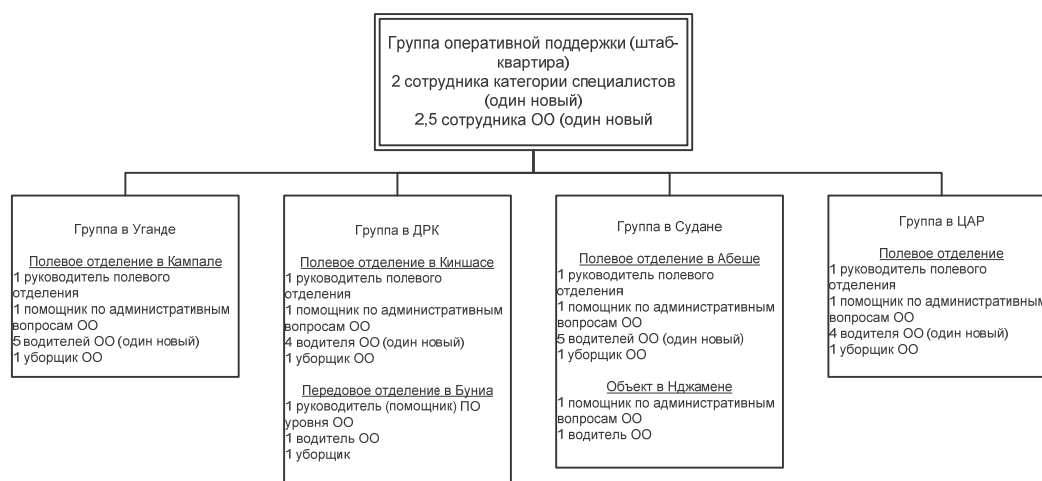 Группа оперативной поддержки (штаб-
квартира)
2 сотрудника категории специалистов
(один новый)
2,5 сотрудника ОО (один новый
Группа в Уганде
Полевое отделение в Кампале
1 руководитель полевого
отделения
1 помощник по административным
вопросам ОО
5 водителей ОО (один новый)
1 уборщик ОО
Группа в ДРК
Полевое отделение в Киншасе
1 руководитель полевого
отделения
1 помощник по административным
вопросам ОО
4 водителя ОО (один новый)
1 уборщик ОО
Передовое отделение в Буниа
1 руководитель (помощник) ПО
уровня ОО
1 водитель ОО
1 уборщик
Группа в Судане
Полевое отделение в Абеше
1 руководитель полевого
отделения
1 помощник по административным
вопросам ОО
5 водителей ОО (один новый)
1 уборщик ОО
Объект в Нджамене
1 помощник по административным
вопросам ОО
1 водитель ОО
Группа в ЦАР
Полевое отделение
1 руководитель полевого
отделения
1 помощник по административным
вопросам ОО
4 водителя ОО (один новый)
1 уборщик ОО